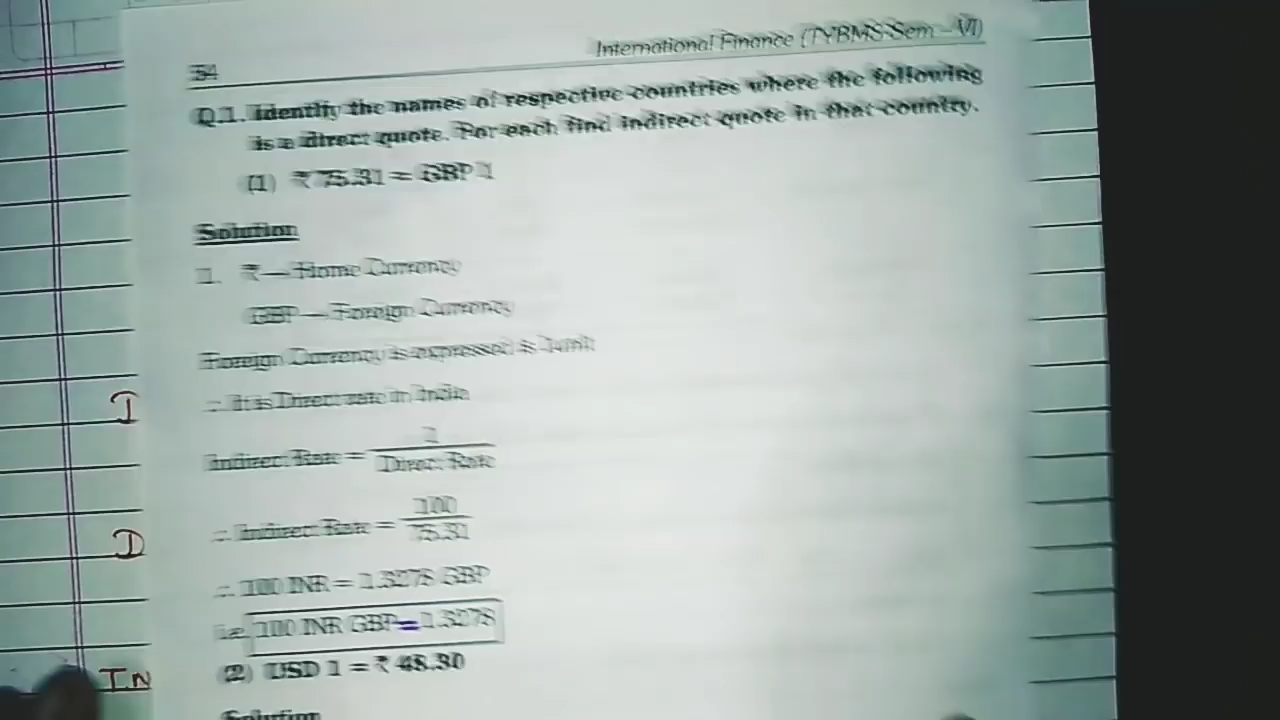 International Finance (TYBMS Sem – VI)
54
Q.1. Identify the names of respective countries where the following
is a direct quote. For each find indirect quote in that country.
(1) ₹ 75.31 = GBP 1
Solution
1. ₹ — Home Currency
GBP — Foreign Currency
Foreign Currency is expressed is 1 unit
∴ It is Direct rate in India
I
Indirect Rate = 1 / Direct Rate
∴ Indirect Rate = 100 / 75.31
D
∴ 100 INR = 1.3278 GBP
i.e. 100 INR GBP = 1.3278
(2) USD 1 = ₹ 48.30
IN
Solution